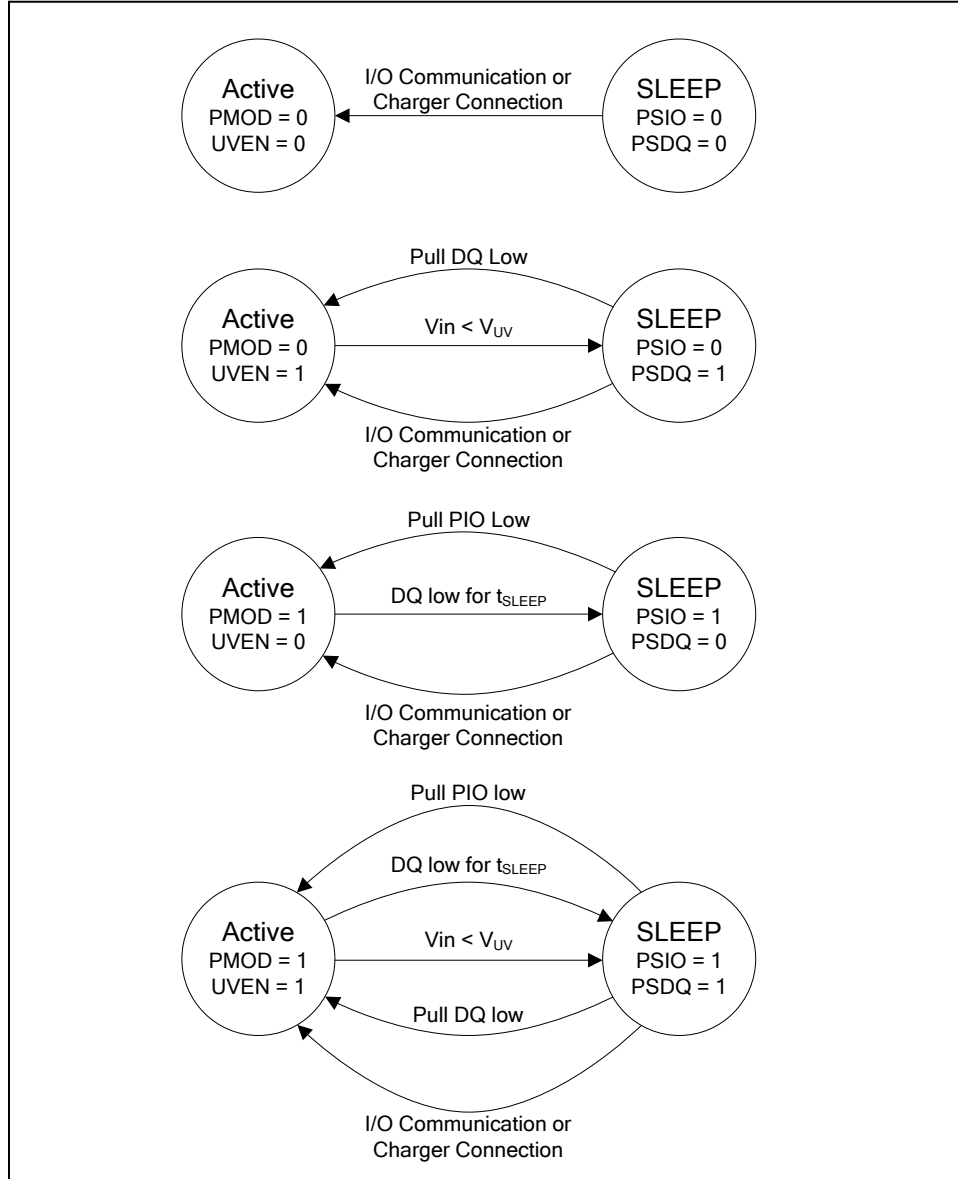 I/O Communication or
Charger Connection
Active
PMOD = 0
UVEN = 0
SLEEP
PSIO = 0
PSDQ = 0
Pull DQ Low
Active
PMOD = 0
UVEN = 1
Vin < VUV
SLEEP
PSIO = 0
PSDQ = 1
I/O Communication or
Charger Connection
Pull PIO Low
Active
PMOD = 1
UVEN = 0
DQ low for tSLEEP
SLEEP
PSIO = 1
PSDQ = 0
I/O Communication or
Charger Connection
Pull PIO low
DQ low for tSLEEP
Active
PMOD = 1
UVEN = 1
Vin < VUV
SLEEP
PSIO = 1
PSDQ = 1
Pull DQ low
I/O Communication or
Charger Connection